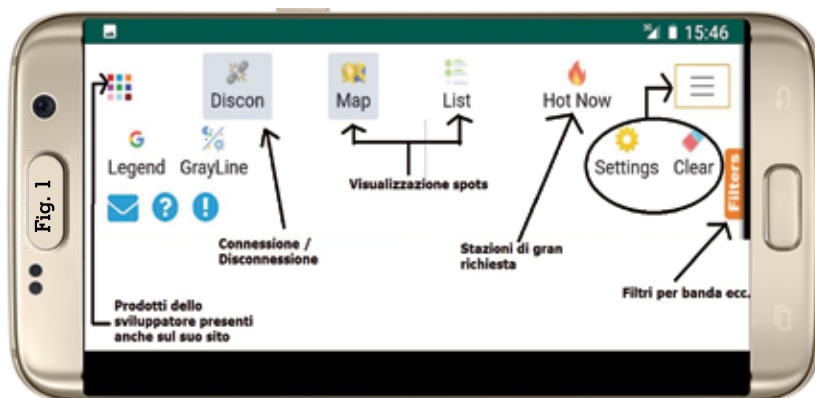 3G 15:46
Discon Map List Hot Now
G
Legend GrayLine Settings Clear
Filters
Fig. 1
? !
Visualizzazione spots
Connessione /
Disconnessione
Stazioni di gran
richiesta
Filtri per banda ecc.
Prodotti dello
sviluppatore presenti
anche sul suo sito